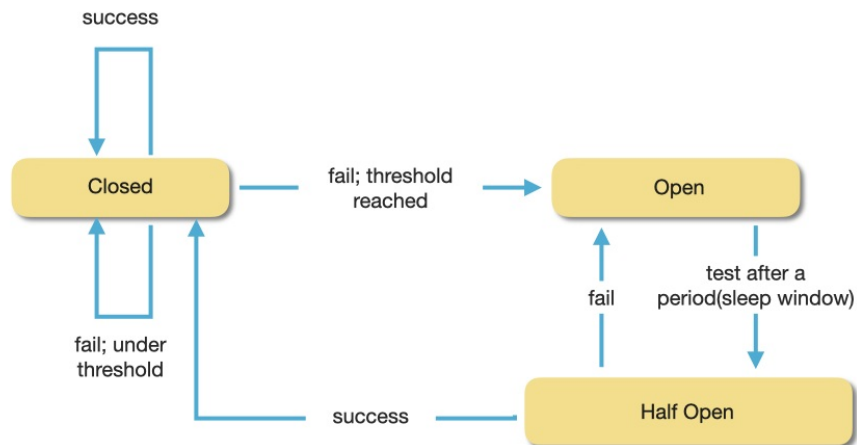 success
Closed
fail; threshold
reached
Open
test after a
period(sleep window)
fail
fail; under
threshold
success
Half Open